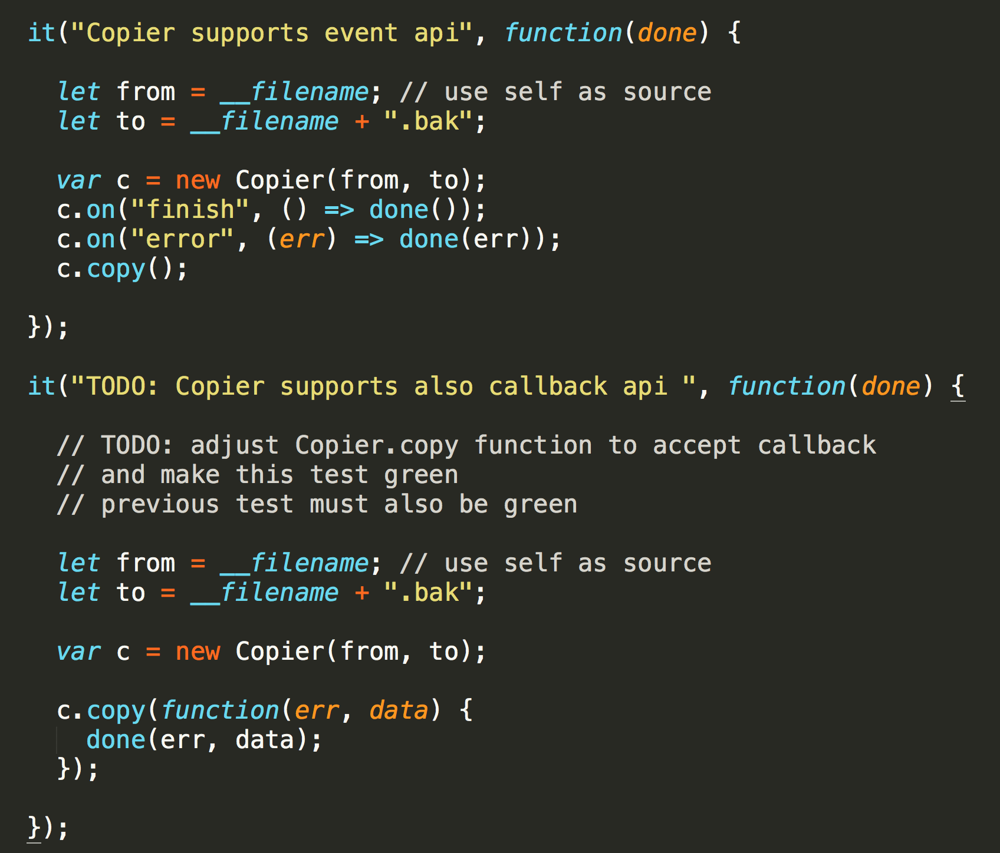 it("Copier supports event api", function(done) {
let from = __filename; // use self as source
let to = __filename + ".bak";
var c = new Copier(from, to);
c.on("finish", () => done());
c.on("error", (err) => done(err));
c.copy();
});
it("TODO: Copier supports also callback api ", function(done) {
// TODO: adjust Copier.copy function to accept callback
// and make this test green
// previous test must also be green
let from = __filename; // use self as source
let to = __filename + ".bak";
var c = new Copier(from, to);
c.copy(function(err, data) {
done(err, data);
});
});